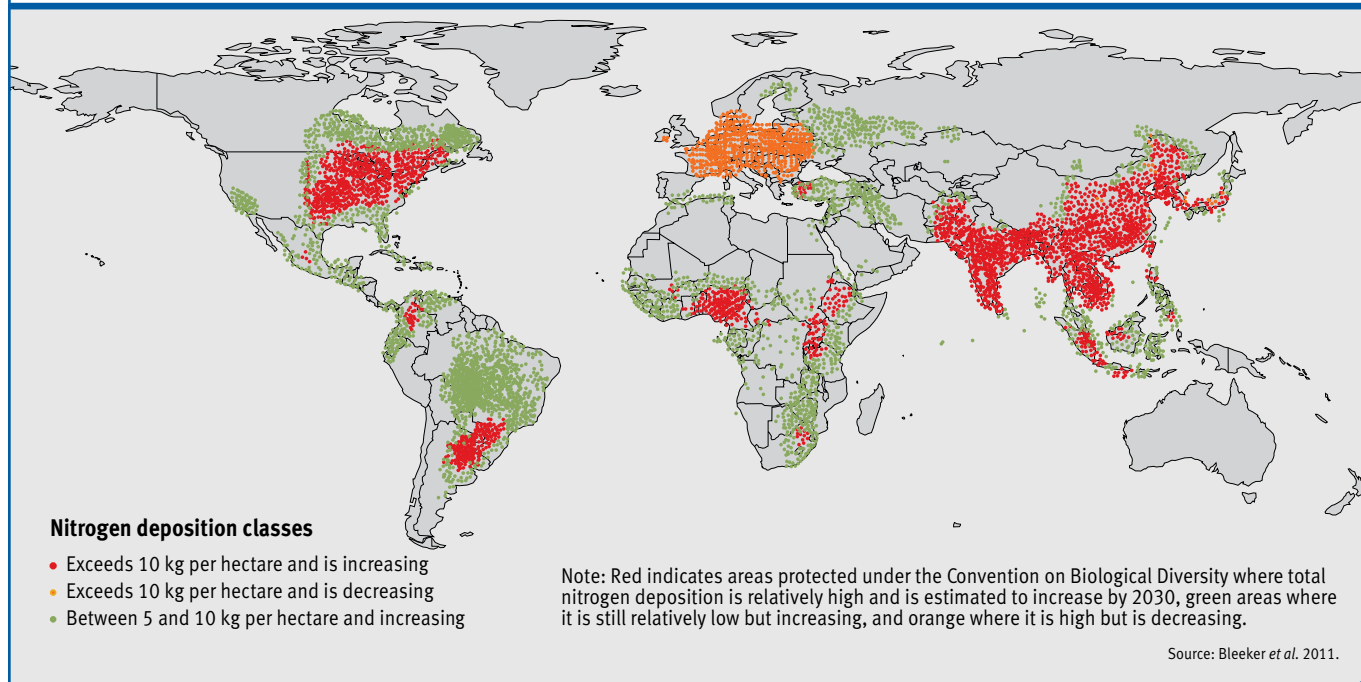 Nitrogen deposition classes
Exceeds 10 kg per hectare and is increasing
Exceeds 10 kg per hectare and is decreasing
Between 5 and 10 kg per hectare and increasing
Note: Red indicates areas protected under the Convention on Biological Diversity where total
nitrogen deposition is relatively high and is estimated to increase by 2030, green areas where
it is still relatively low but increasing, and orange where it is high but is decreasing.
Source: Bleeker et al. 2011.